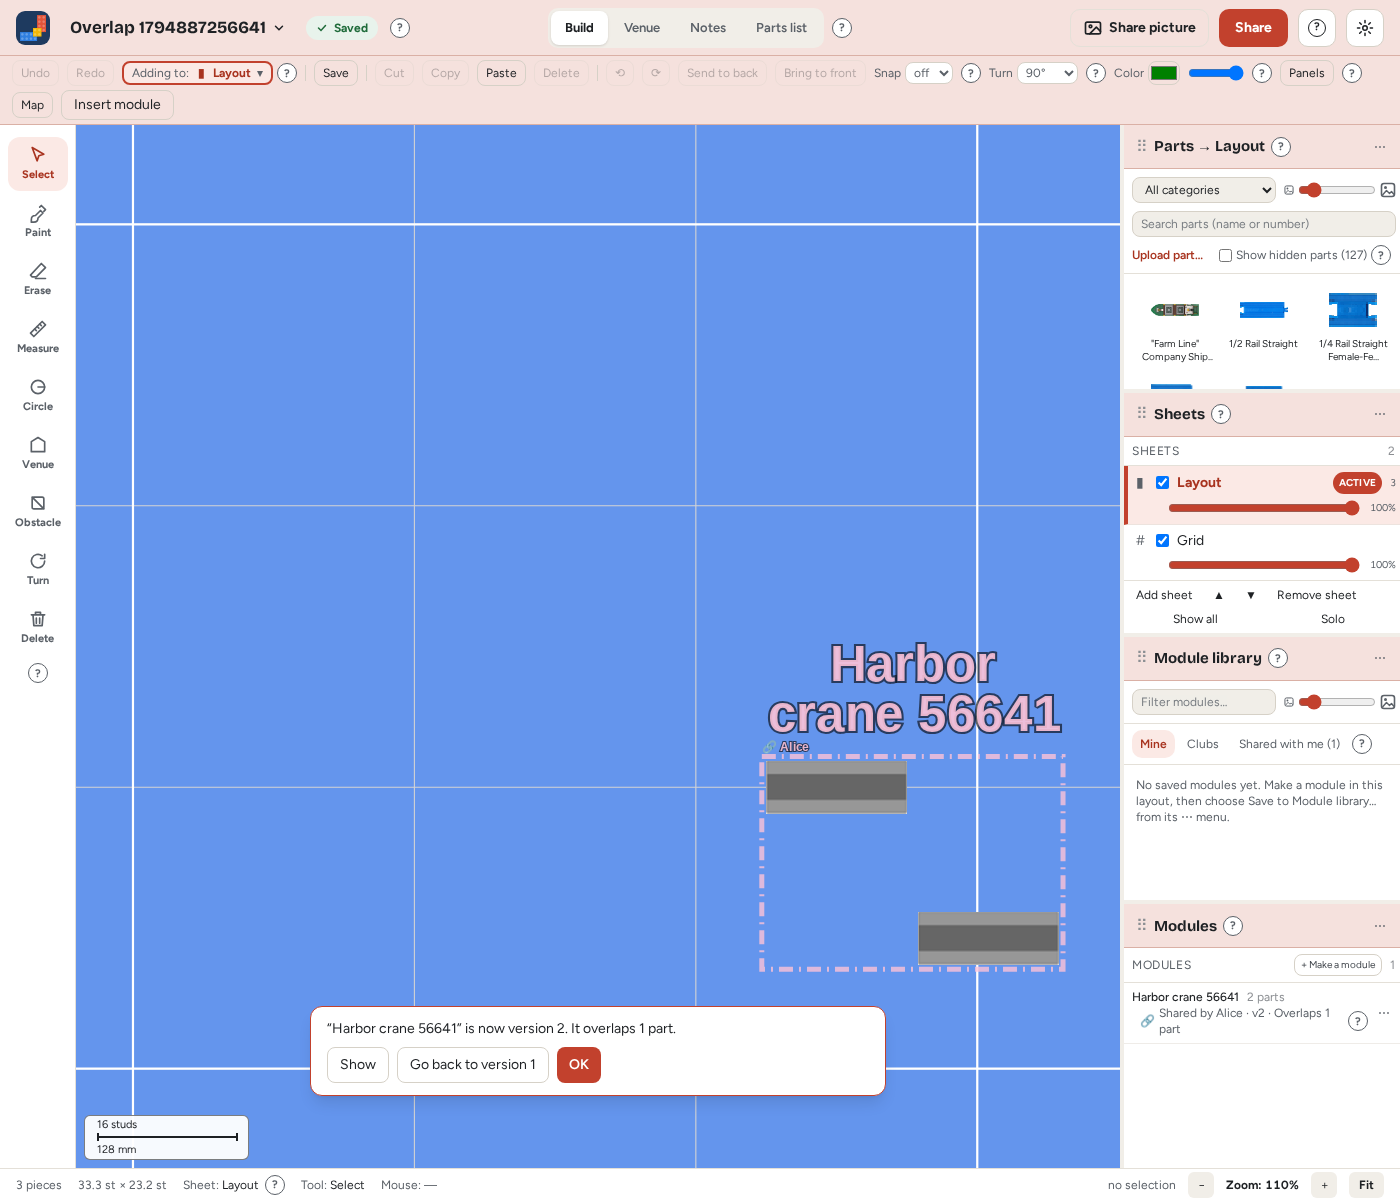 Overlap 1794887256641
Saved
?
Build
Venue
Notes
Parts list
?
Share picture
Share
?
Undo
Redo
Adding to: Layout ▾
?
Save
Cut
Copy
Paste
Delete
Send to back
Bring to front
Snap off
?
Turn 90°
?
Color
?
Panels
?
Map
Insert module
Select
Paint
Erase
Measure
Circle
Venue
Obstacle
Turn
Delete
?
Harbor
crane 56641
Alice
“Harbor crane 56641” is now version 2. It overlaps 1 part.
Show
Go back to version 1
OK
16 studs
128 mm
Parts → Layout ?
All categories
Search parts (name or number)
Upload part...
Show hidden parts (127) ?
"Farm Line"
Company Ship...
1/2 Rail Straight
1/4 Rail Straight
Female-Fe...
Sheets ?
SHEETS 2
Layout ACTIVE 3
100%
# Grid
100%
Add sheet ▲ ▼ Remove sheet
Show all Solo
Module library ?
Filter modules...
Mine Clubs Shared with me (1) ?
No saved modules yet. Make a module in this
layout, then choose Save to Module library...
from its ⋯ menu.
Modules ?
MODULES + Make a module 1
Harbor crane 56641 2 parts
Shared by Alice · v2 · Overlaps 1
part
?
3 pieces 33.3 st × 23.2 st Sheet: Layout ? Tool: Select Mouse: —
no selection − Zoom: 110% + Fit